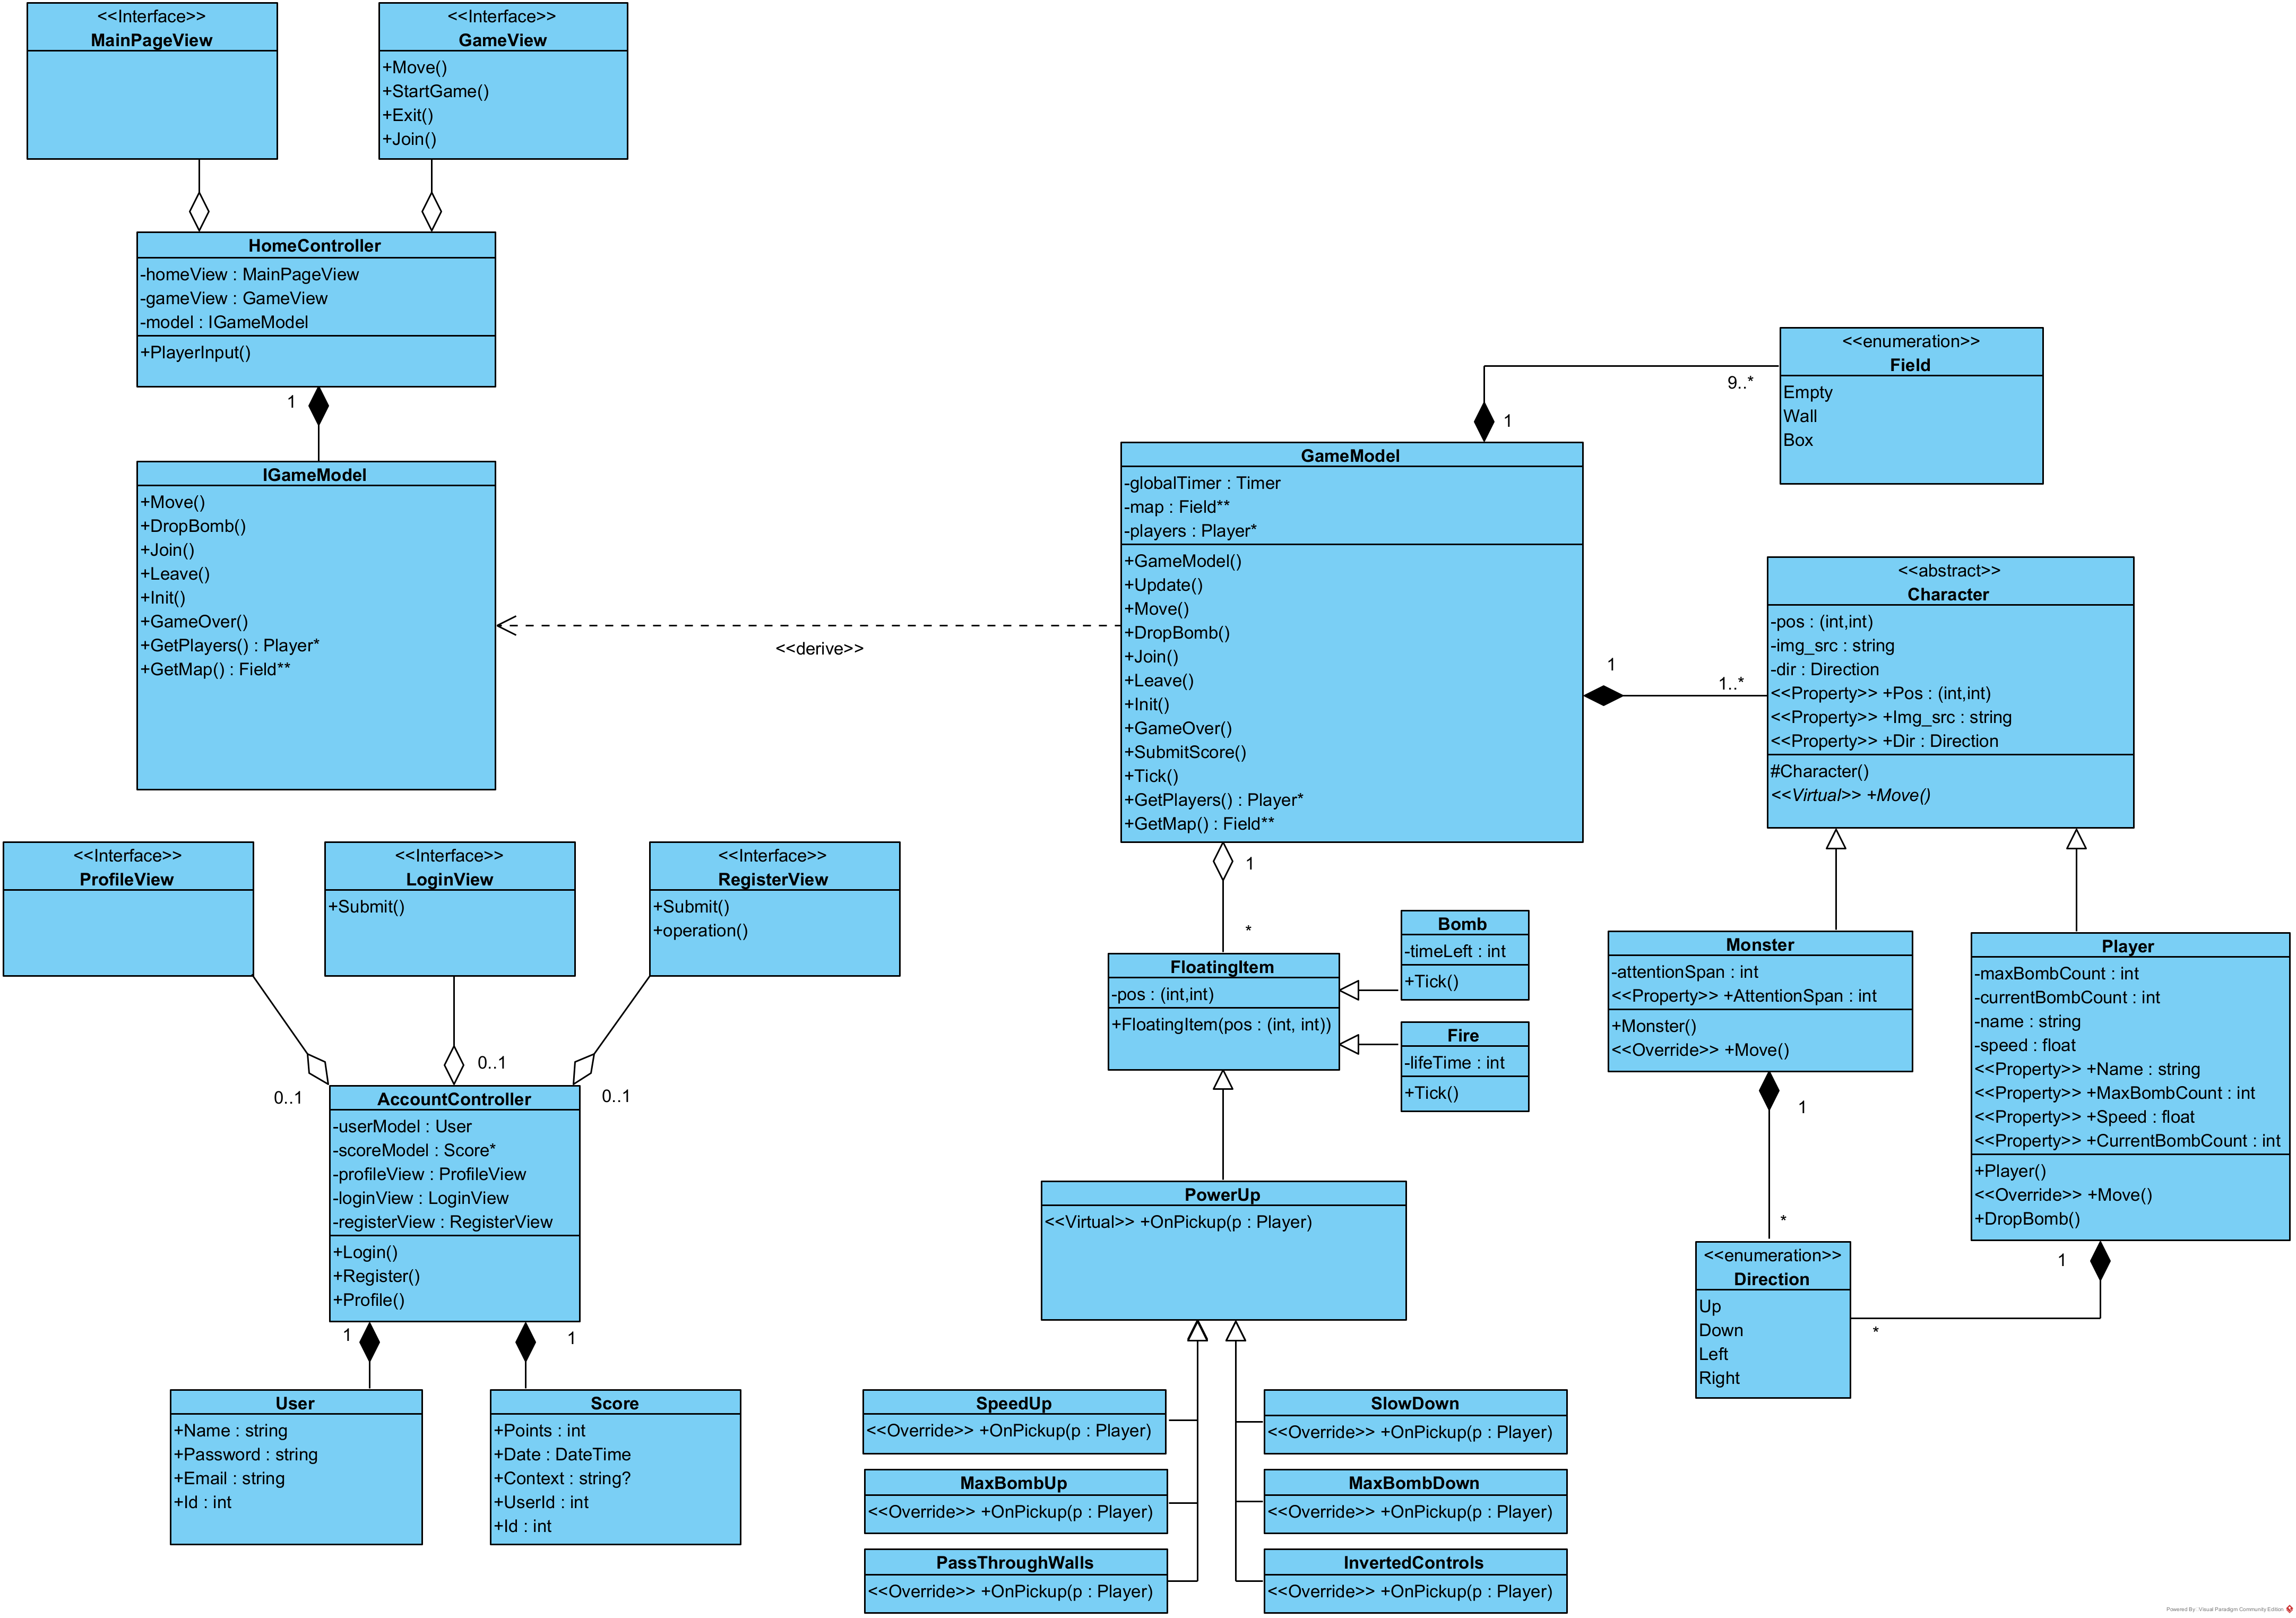 <<Interface>>
MainPageView
<<Interface>>
GameView
+Move()
+StartGame()
+Exit()
+Join()
HomeController
-homeView : MainPageView
-gameView : GameView
-model : IGameModel
+PlayerInput()
1
IGameModel
+Move()
+DropBomb()
+Join()
+Leave()
+Init()
+GameOver()
+GetPlayers() : Player*
+GetMap() : Field**
<<derive>>
GameModel
-globalTimer : Timer
-map : Field**
-players : Player*
+GameModel()
+Update()
+Move()
+DropBomb()
+Join()
+Leave()
+Init()
+GameOver()
+SubmitScore()
+Tick()
+GetPlayers() : Player*
+GetMap() : Field**
1
9..*
<<enumeration>>
Field
Empty
Wall
Box
1
1..*
<<abstract>>
Character
-pos : (int,int)
-img_src : string
-dir : Direction
<<Property>> +Pos : (int,int)
<<Property>> +Img_src : string
<<Property>> +Dir : Direction
#Character()
<<Virtual>> +Move()
<<Interface>>
ProfileView
<<Interface>>
LoginView
+Submit()
<<Interface>>
RegisterView
+Submit()
+operation()
0..1
0..1
0..1
AccountController
-userModel : User
-scoreModel : Score*
-profileView : ProfileView
-loginView : LoginView
-registerView : RegisterView
+Login()
+Register()
+Profile()
1
1
User
+Name : string
+Password : string
+Email : string
+Id : int
Score
+Points : int
+Date : DateTime
+Context : string?
+UserId : int
+Id : int
1
*
FloatingItem
-pos : (int,int)
+FloatingItem(pos : (int, int))
Bomb
-timeLeft : int
+Tick()
Fire
-lifeTime : int
+Tick()
PowerUp
<<Virtual>> +OnPickup(p : Player)
SpeedUp
<<Override>> +OnPickup(p : Player)
SlowDown
<<Override>> +OnPickup(p : Player)
MaxBombUp
<<Override>> +OnPickup(p : Player)
MaxBombDown
<<Override>> +OnPickup(p : Player)
PassThroughWalls
<<Override>> +OnPickup(p : Player)
InvertedControls
<<Override>> +OnPickup(p : Player)
Monster
-attentionSpan : int
<<Property>> +AttentionSpan : int
+Monster()
<<Override>> +Move()
1
*
Player
-maxBombCount : int
-currentBombCount : int
-name : string
-speed : float
<<Property>> +Name : string
<<Property>> +MaxBombCount : int
<<Property>> +Speed : float
<<Property>> +CurrentBombCount : int
+Player()
<<Override>> +Move()
+DropBomb()
1
*
<<enumeration>>
Direction
Up
Down
Left
Right
Powered By Visual Paradigm Community Edition